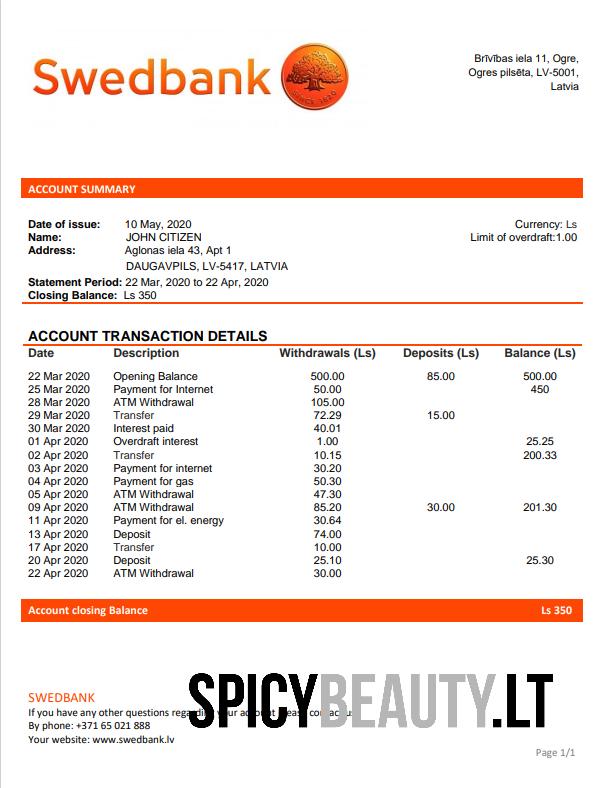 Swedbank
SINCE 1820
Brīvības iela 11, Ogre,
Ogres pilsēta, LV-5001,
Latvia
ACCOUNT SUMMARY
Date of issue: 10 May, 2020
Currency: Ls
Name: JOHN CITIZEN
Limit of overdraft:1.00
Address: Aglonas iela 43, Apt 1
DAUGAVPILS, LV-5417, LATVIA
Statement Period: 22 Mar, 2020 to 22 Apr, 2020
Closing Balance: Ls 350
ACCOUNT TRANSACTION DETAILS
Date Description Withdrawals (Ls) Deposits (Ls) Balance (Ls)
22 Mar 2020 Opening Balance 500.00 85.00 500.00
25 Mar 2020 Payment for Internet 50.00 450
28 Mar 2020 ATM Withdrawal 105.00
29 Mar 2020 Transfer 72.29 15.00
30 Mar 2020 Interest paid 40.01
01 Apr 2020 Overdraft interest 1.00 25.25
02 Apr 2020 Transfer 10.15 200.33
03 Apr 2020 Payment for internet 30.20
04 Apr 2020 Payment for gas 50.30
05 Apr 2020 ATM Withdrawal 47.30
09 Apr 2020 ATM Withdrawal 85.20 30.00 201.30
11 Apr 2020 Payment for el. energy 30.64
13 Apr 2020 Deposit 74.00
17 Apr 2020 Transfer 10.00
20 Apr 2020 Deposit 25.10 25.30
22 Apr 2020 ATM Withdrawal 30.00
Account closing Balance Ls 350
SPICYBEAUTY.LT
SWEDBANK
If you have any other questions regarding your account
By phone: +371 65 021 888
Your website: www.swedbank.lv
Page 1/1